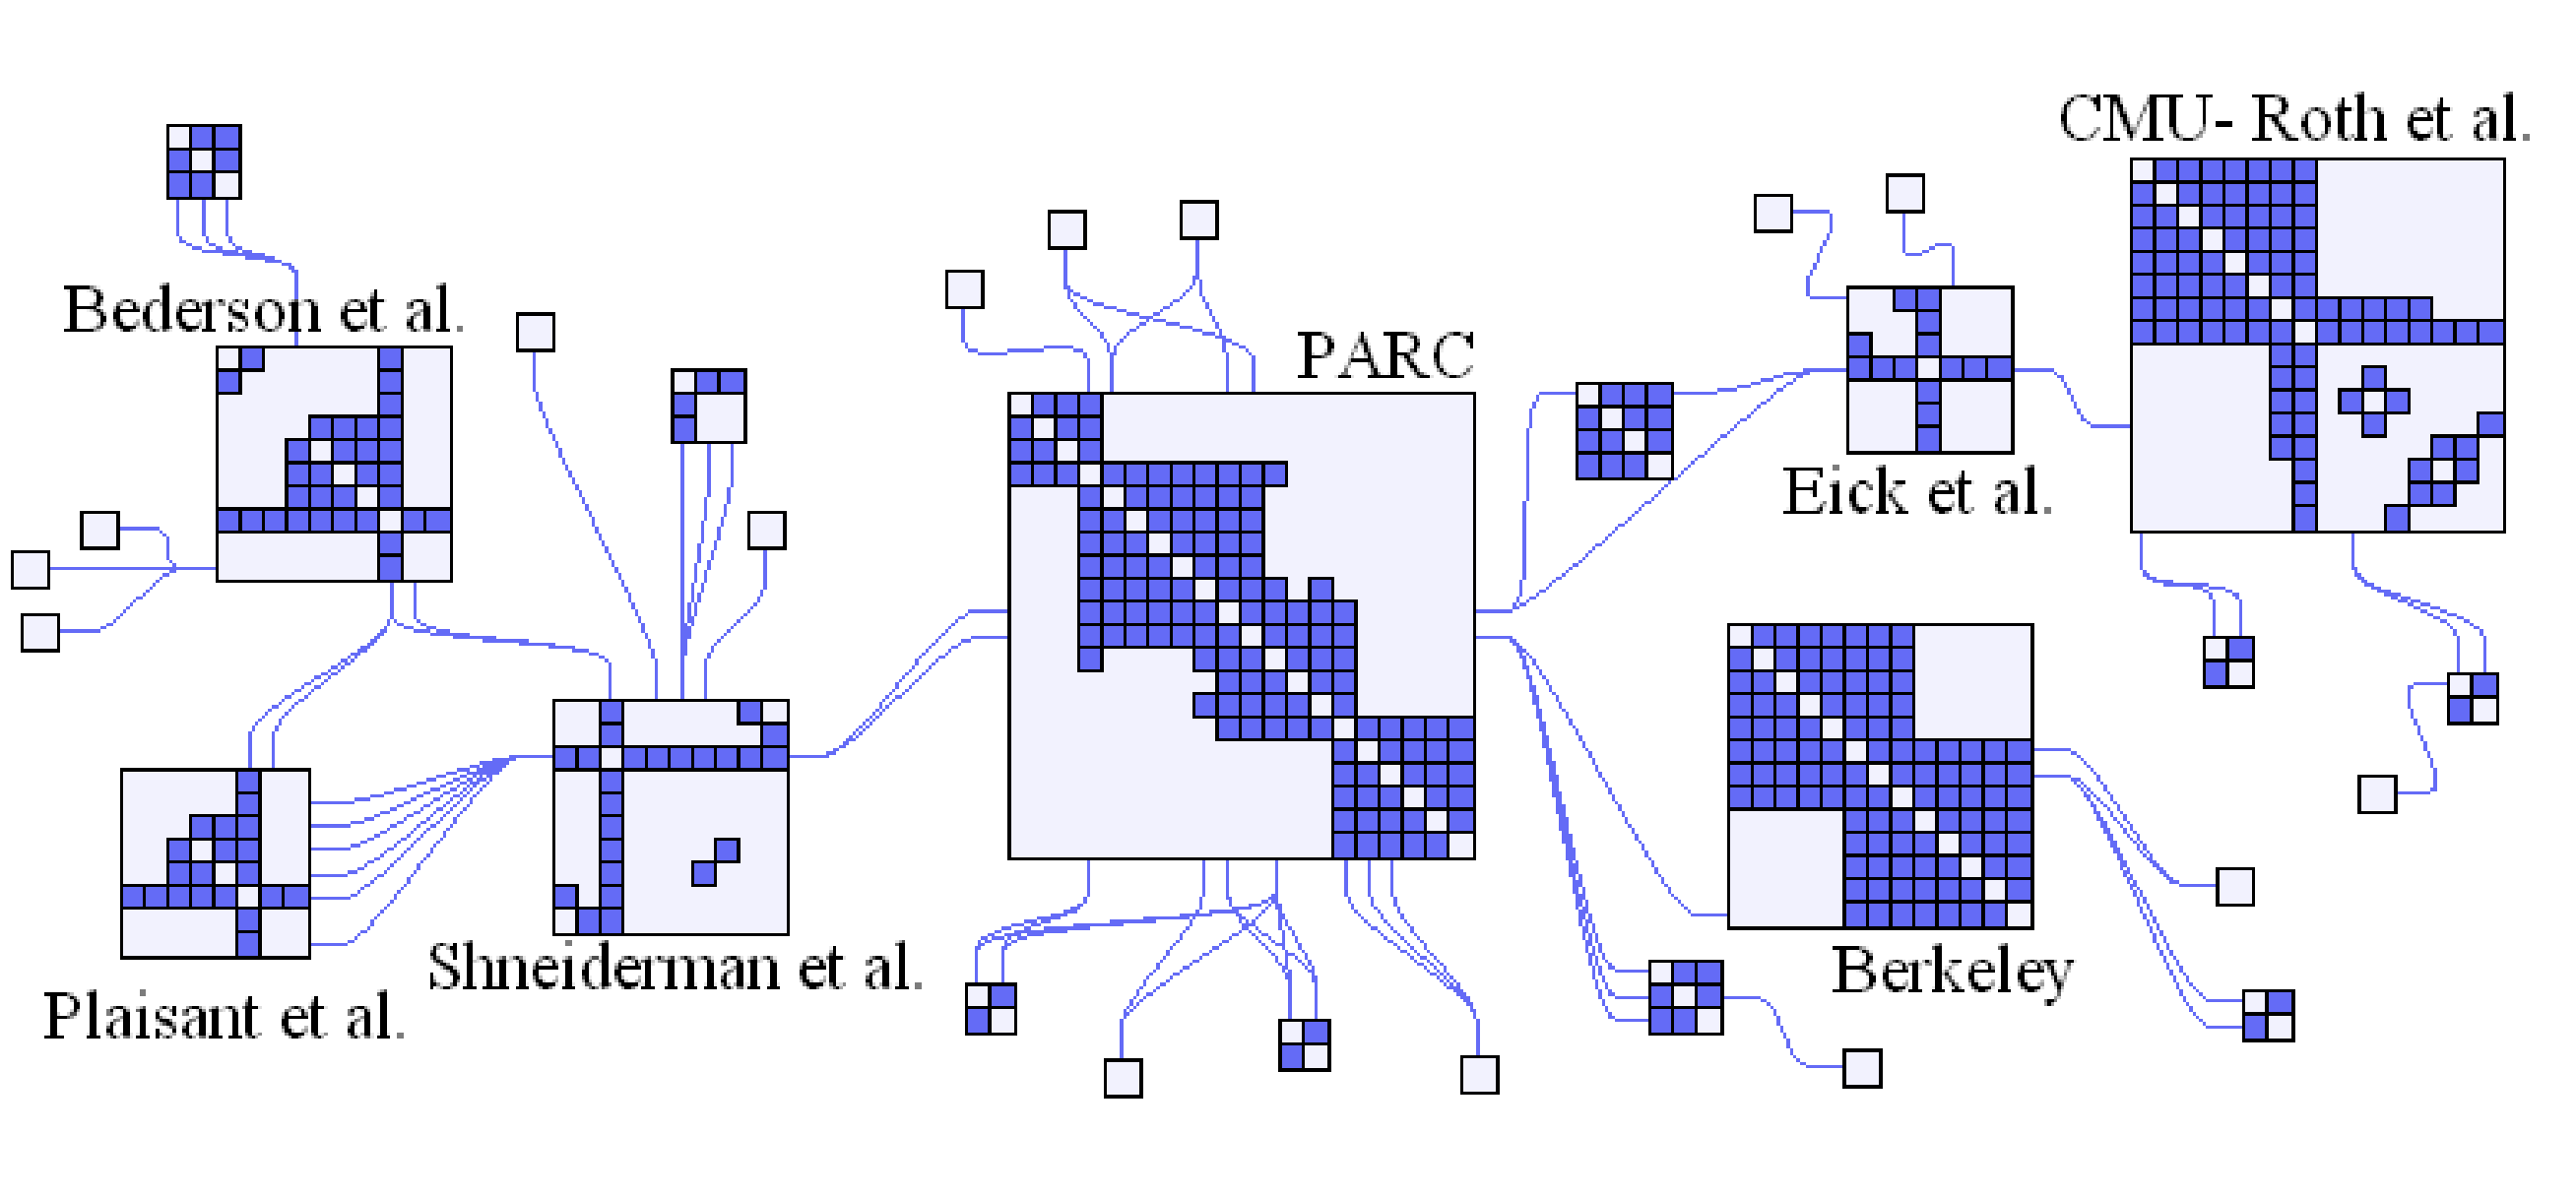 CMU- Roth et al.
Bederson et al.
PARC
Eick et al.
Shneiderman et al.
Berkeley
Plaisant et al.